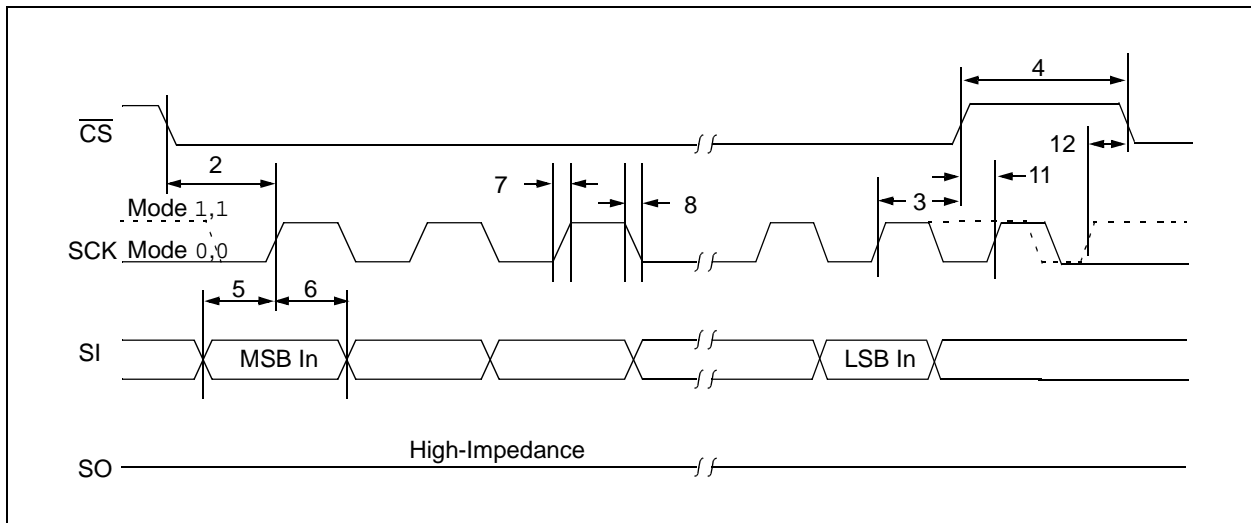 4
CS
12
2
7
11
8
3
Mode 1,1
SCK Mode 0,0
5
6
SI
MSB In
LSB In
High-Impedance
SO